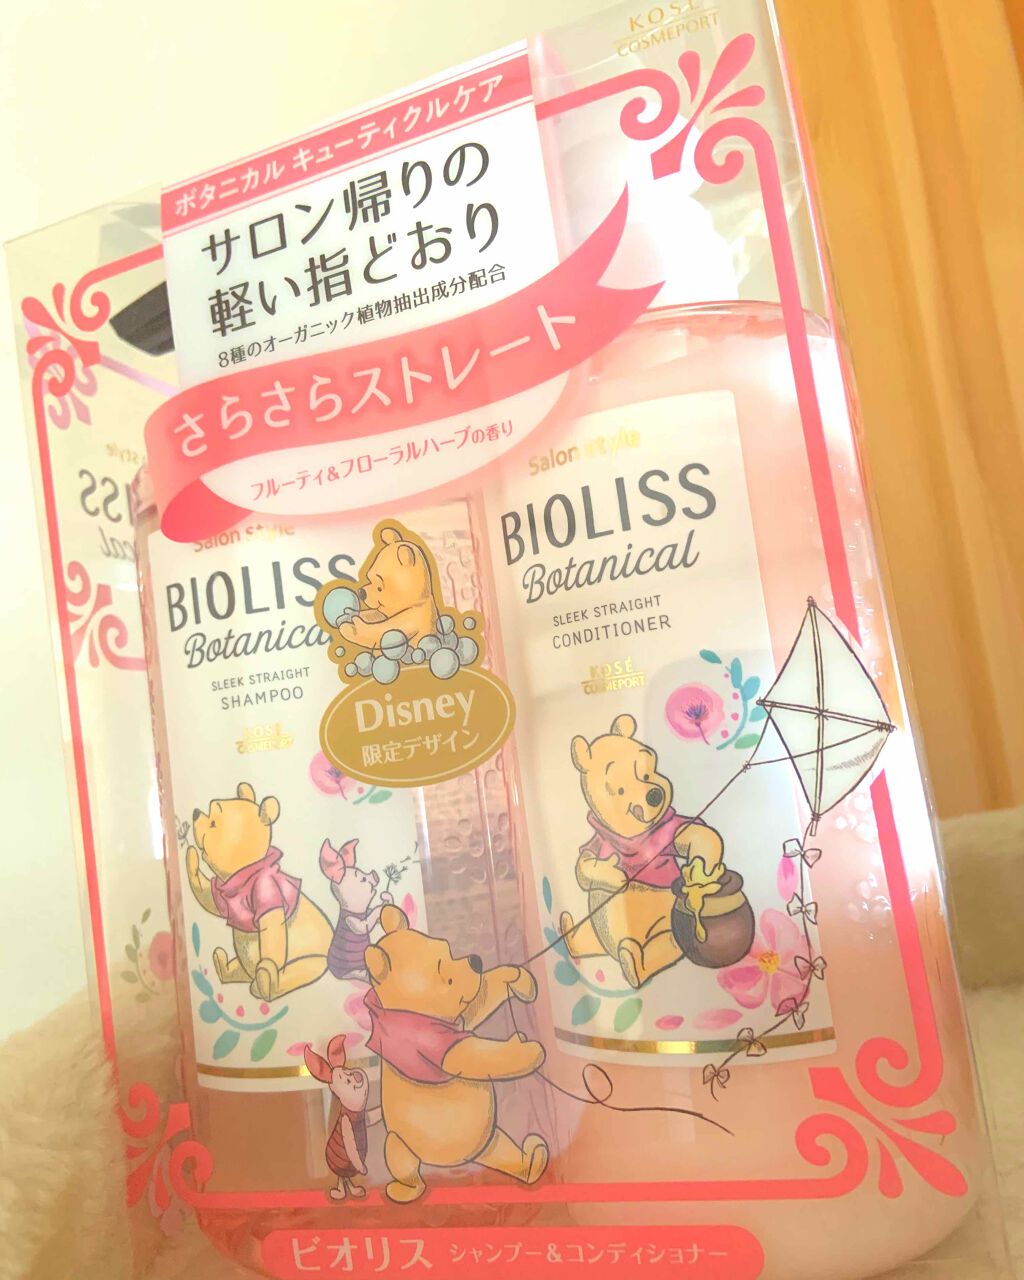 KOSÉ
COSMEPORT
ボタニカル キューティクルケア
サロン帰りの
軽い指どおり
8種のオーガニック植物抽出成分配合
さらさらストレート
フルーティ&フローラルハーブの香り
Salon style
BIOLISS
Botanical
SLEEK STRAIGHT
SHAMPOO
KOSÉ
COSMEPORT
Disney
限定デザイン
Salon style
BIOLISS
Botanical
SLEEK STRAIGHT
CONDITIONER
KOSÉ
COSMEPORT
ビオリス シャンプー&コンディショナー